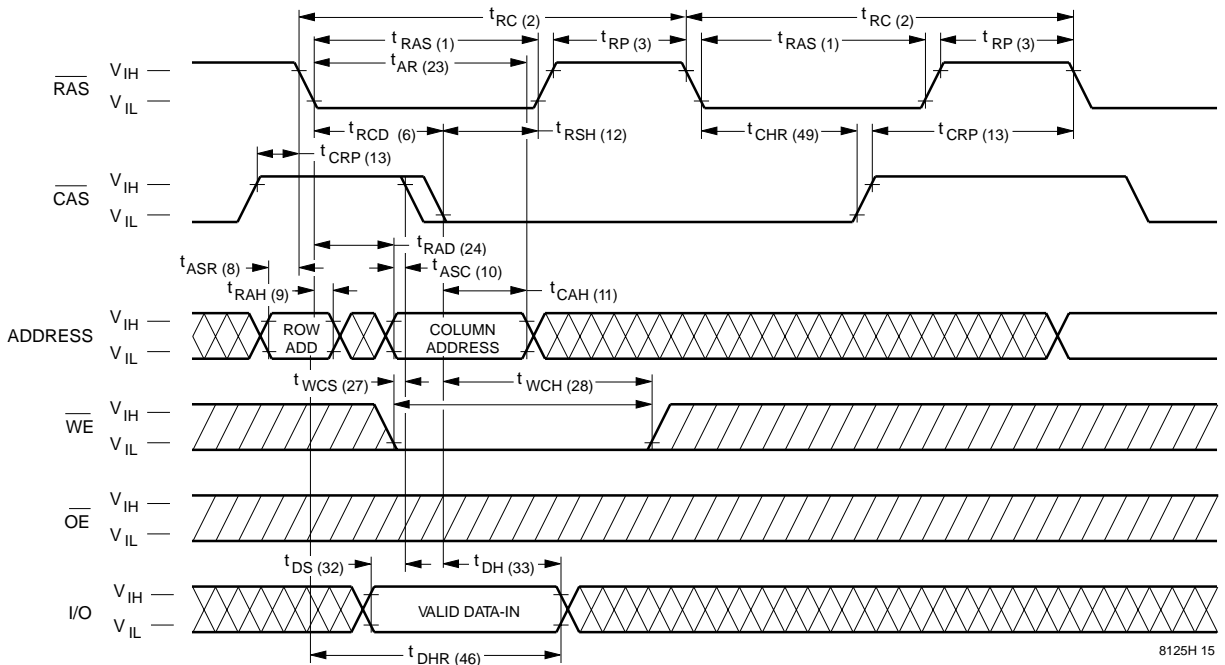 t RC (2) t RC (2)
t RAS (1) t RP (3) t RAS (1) t RP (3)
t AR (23)
RAS V IH
V IL
t RCD (6) t RSH (12) t CHR (49) t CRP (13)
t CRP (13)
CAS V IH
V IL
t RAD (24)
t ASR (8) t ASC (10)
t RAH (9) t CAH (11)
ADDRESS V IH ROW ADD COLUMN ADDRESS
V IL
t WCS (27) t WCH (28)
WE V IH
V IL
OE V IH
V IL
t DS (32) t DH (33)
I/O V IH VALID DATA-IN
V IL
t DHR (46)
8125H 15